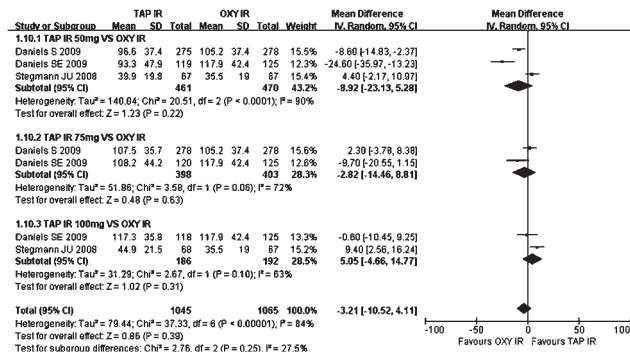 TAP IR OXY IR Mean Difference Mean Difference
Study or Subgroup Mean SD Total Mean SD Total Weight IV, Random, 95% CI IV, Random, 95% CI
1.10.1 TAP IR 50mg VS OXY IR
Daniels S 2009 96.6 37.4 275 105.2 37.4 278 15.5% -8.60 [-14.83, -2.37]
Daniels SE 2009 93.3 47.9 119 117.9 42.4 125 12.3% -24.60 [-35.97, -13.23]
Stegmann JU 2008 39.9 19.8 67 35.5 19 67 15.4% 4.40 [-2.17, 10.97]
Subtotal (95% CI) 461 470 43.2% -8.92 [-23.13, 5.28]
Heterogeneity: Tau² = 140.04; Chi² = 20.51, df = 2 (P < 0.0001); I² = 90%
Test for overall effect: Z = 1.23 (P = 0.22)
1.10.2 TAP IR 75mg VS OXY IR
Daniels S 2009 107.5 35.7 278 105.2 37.4 278 15.6% 2.30 [-3.78, 8.38]
Daniels SE 2009 108.2 44.2 120 117.9 42.4 125 12.6% -9.70 [-20.55, 1.15]
Subtotal (95% CI) 398 403 28.3% -2.82 [-14.46, 8.81]
Heterogeneity: Tau² = 51.86; Chi² = 3.58, df = 1 (P = 0.06); I² = 72%
Test for overall effect: Z = 0.48 (P = 0.63)
1.10.3 TAP IR 100mg VS OXY IR
Daniels SE 2009 117.3 35.8 118 117.9 42.4 125 13.2% -0.60 [-10.45, 9.25]
Stegmann JU 2008 44.9 21.5 68 35.5 19 67 15.3% 9.40 [2.56, 16.24]
Subtotal (95% CI) 186 192 28.5% 5.05 [-4.66, 14.77]
Heterogeneity: Tau² = 31.29; Chi² = 2.67, df = 1 (P = 0.10); I² = 63%
Test for overall effect: Z = 1.02 (P = 0.31)
Total (95% CI) 1045 1065 100.0% -3.21 [-10.52, 4.11]
Heterogeneity: Tau² = 79.44; Chi² = 37.33, df = 6 (P < 0.00001); I² = 84%
Test for overall effect: Z = 0.86 (P = 0.39)
Test for subgroup differences: Chi² = 2.76, df = 2 (P = 0.25), I² = 27.5%
-100 -50 0 50 100
Favours OXY IR Favours TAP IR